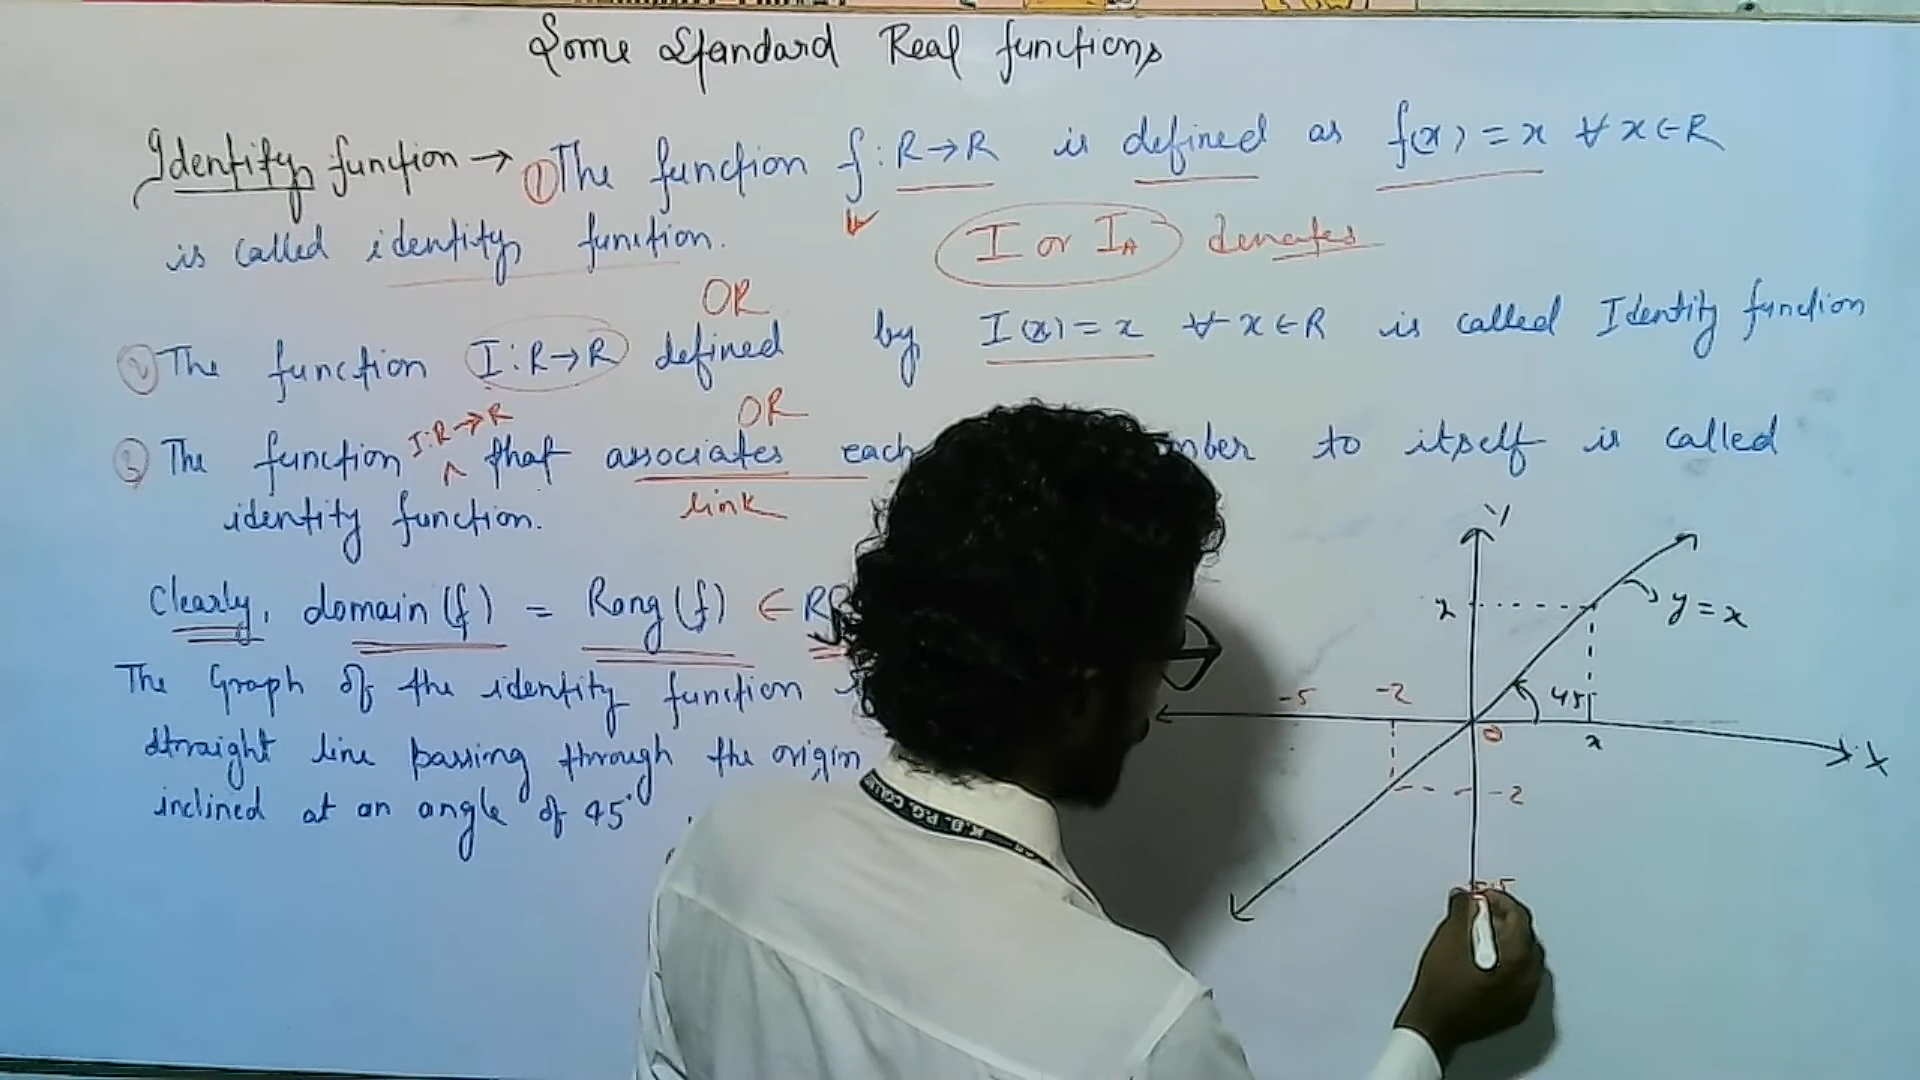 Some Standard Real functions
Identity function → ① The function f : R→R is defined as f(x) = x ∀ x ∈ R
is called identity function.
I or I_A denotes
OR
② The function I : R→R defined by I(x) = x ∀ x ∈ R is called Identity function
OR
I:R→R
③ The function ^ that associates each mber to itself is called
link
identity function.
Clearly, domain (f) = Rang (f) ∈ R
The Graph of the identity function
straight line passing through the origin
inclined at an angle of 45°.
Y
x
y = x
-5 -2
45
0
x
X
-2
K.D. P.G. COLL